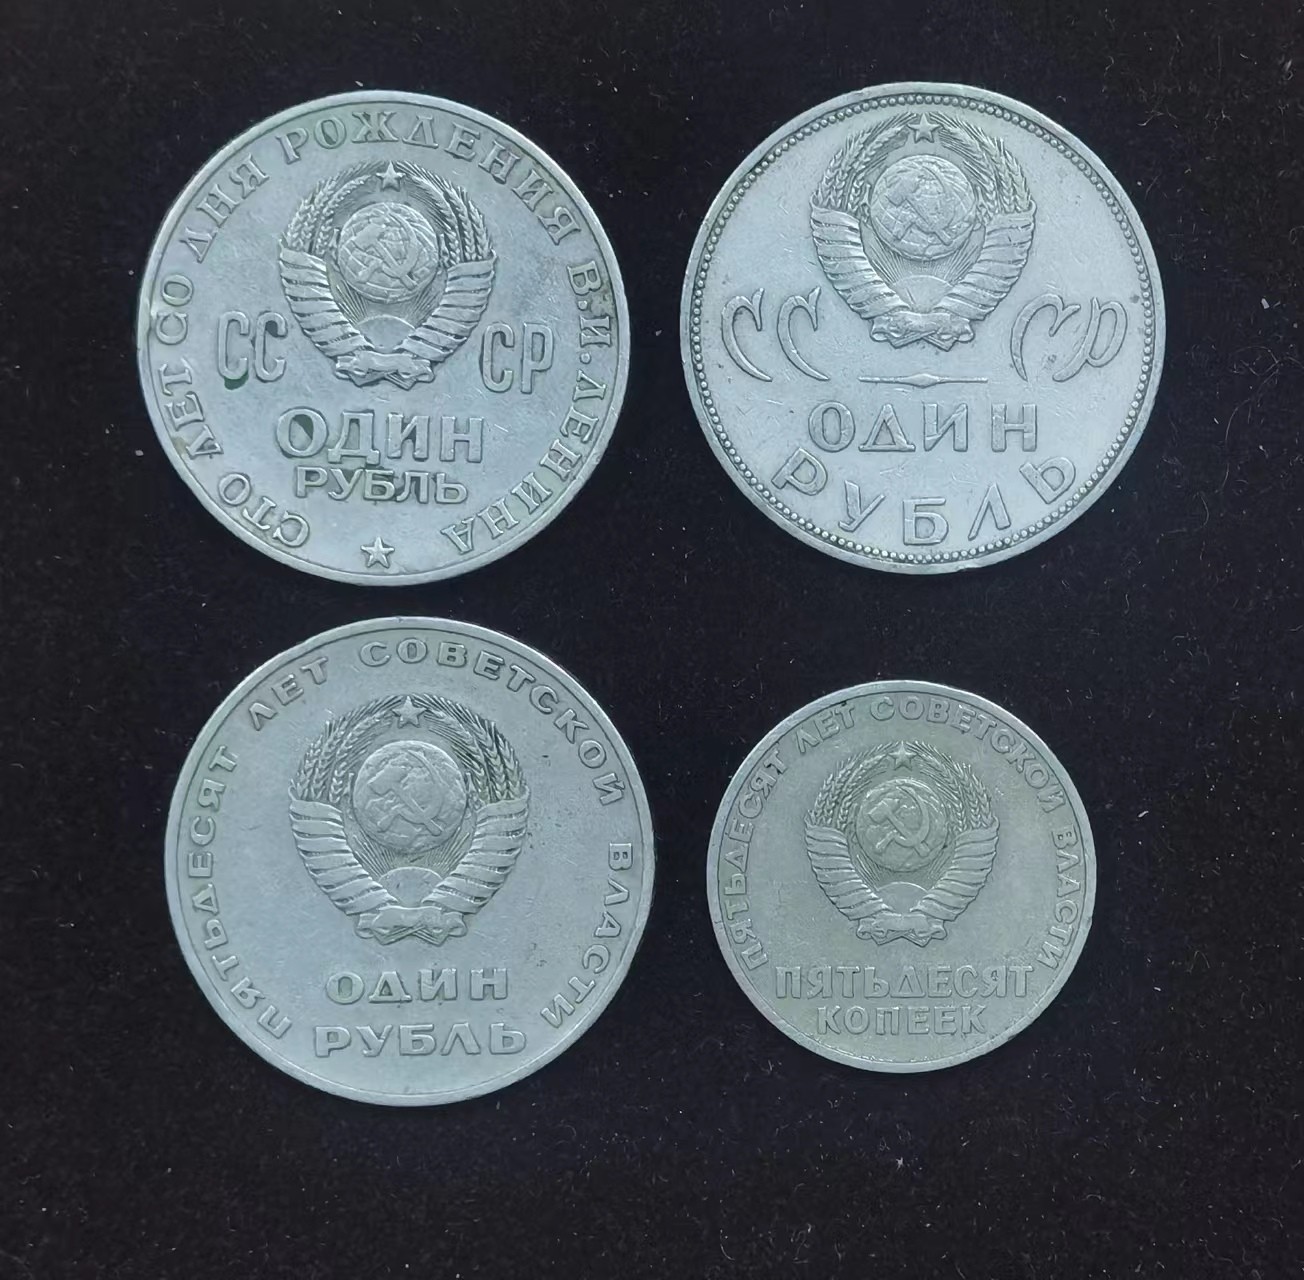 СТО ЛЕТ СО ДНЯ РОЖДЕНИЯ В.И.ЛЕНИНА
СС СР
ОДИН
РУБЛЬ
СС СР
ОДИН
РУБЛЬ
ПЯТЬДЕСЯТ ЛЕТ СОВЕТСКОЙ ВЛАСТИ
ОДИН
РУБЛЬ
ПЯТЬДЕСЯТ ЛЕТ СОВЕТСКОЙ ВЛАСТИ
ПЯТЬДЕСЯТ
КОПЕЕК